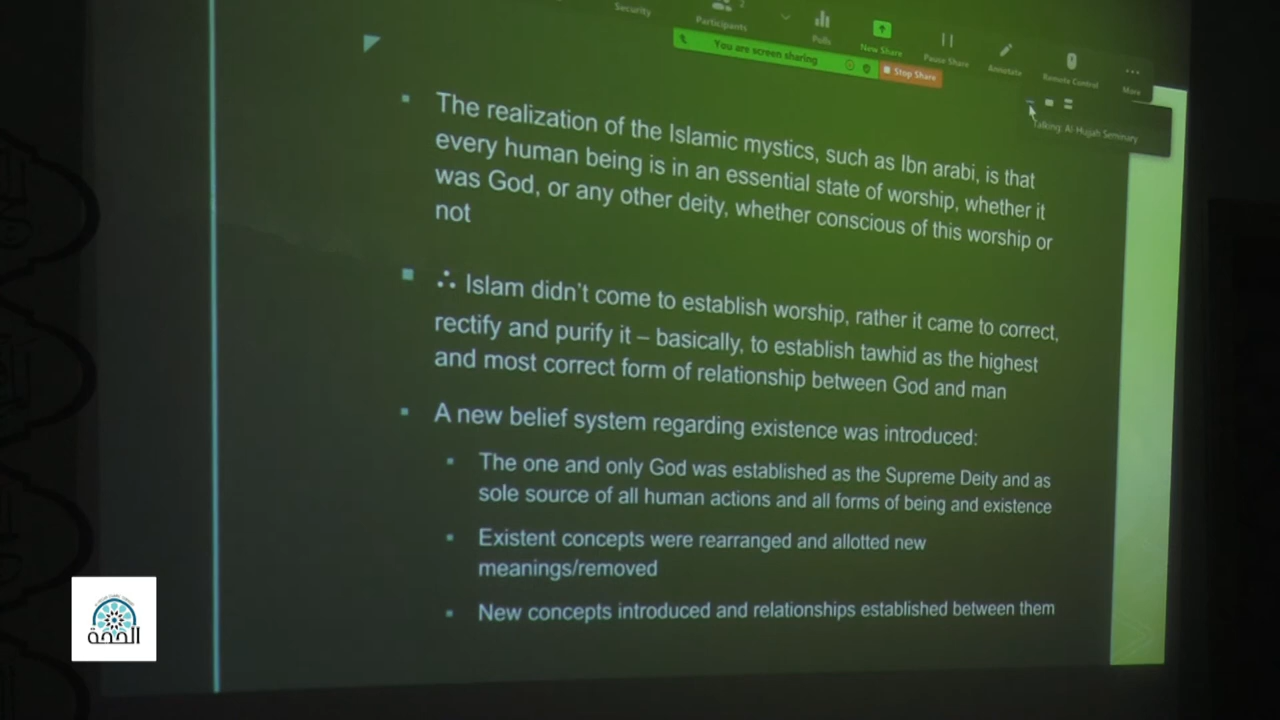 Security
Participants
2
Polls
New Share
Pause Share
Annotate
Remote Control
More
You are screen sharing
Stop Share
Talking: Al-Hujjah Seminary
The realization of the Islamic mystics, such as Ibn arabi, is that
every human being is in an essential state of worship, whether it
was God, or any other deity, whether conscious of this worship or
not
∴ Islam didn't come to establish worship, rather it came to correct,
rectify and purify it – basically, to establish tawhid as the highest
and most correct form of relationship between God and man
A new belief system regarding existence was introduced:
The one and only God was established as the Supreme Deity and as
sole source of all human actions and all forms of being and existence
Existent concepts were rearranged and allotted new
meanings/removed
New concepts introduced and relationships established between them
الحجة